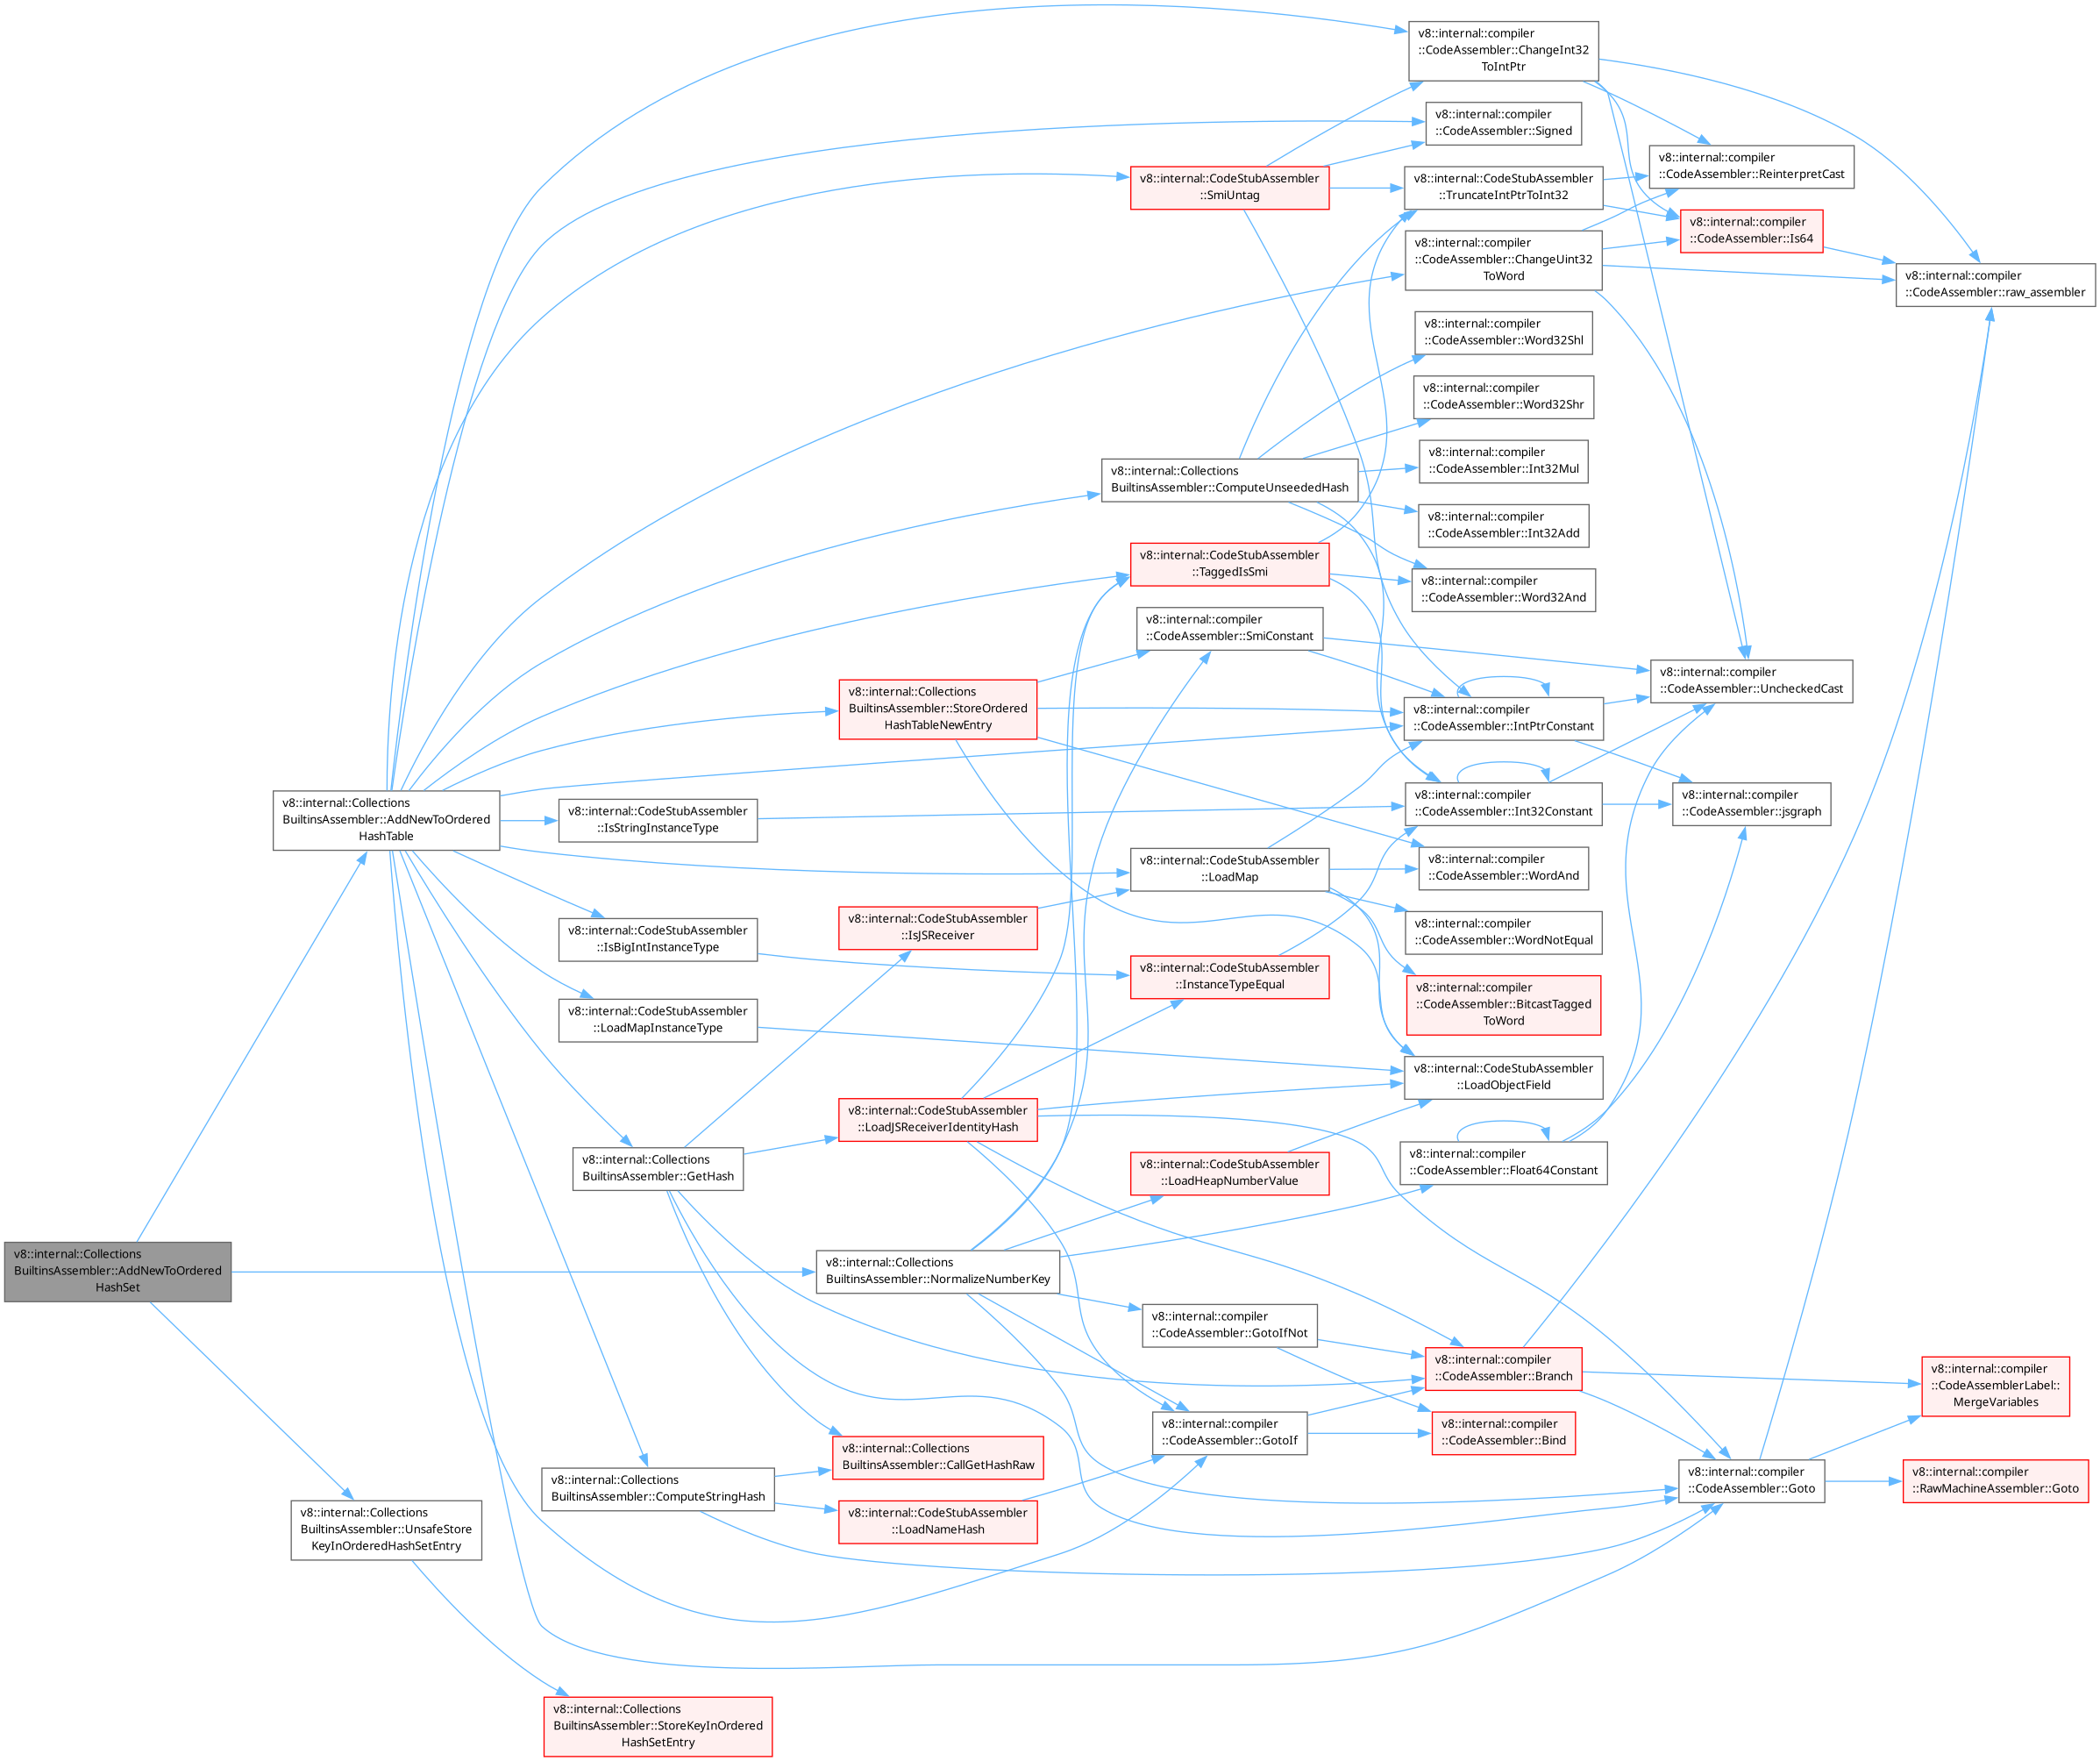 v8::internal::Collections
BuiltinsAssembler::AddNewToOrdered
HashSet
v8::internal::Collections
BuiltinsAssembler::AddNewToOrdered
HashTable
v8::internal::Collections
BuiltinsAssembler::UnsafeStore
KeyInOrderedHashSetEntry
v8::internal::CodeStubAssembler
::IsStringInstanceType
v8::internal::CodeStubAssembler
::IsBigIntInstanceType
v8::internal::CodeStubAssembler
::LoadMapInstanceType
v8::internal::Collections
BuiltinsAssembler::GetHash
v8::internal::Collections
BuiltinsAssembler::ComputeStringHash
v8::internal::Collections
BuiltinsAssembler::StoreKeyInOrdered
HashSetEntry
v8::internal::Collections
BuiltinsAssembler::StoreOrdered
HashTableNewEntry
v8::internal::CodeStubAssembler
::IsJSReceiver
v8::internal::CodeStubAssembler
::LoadJSReceiverIdentityHash
v8::internal::Collections
BuiltinsAssembler::NormalizeNumberKey
v8::internal::Collections
BuiltinsAssembler::CallGetHashRaw
v8::internal::CodeStubAssembler
::LoadNameHash
v8::internal::CodeStubAssembler
::SmiUntag
v8::internal::Collections
BuiltinsAssembler::ComputeUnseededHash
v8::internal::CodeStubAssembler
::TaggedIsSmi
v8::internal::compiler
::CodeAssembler::SmiConstant
v8::internal::CodeStubAssembler
::LoadMap
v8::internal::CodeStubAssembler
::InstanceTypeEqual
v8::internal::CodeStubAssembler
::LoadHeapNumberValue
v8::internal::compiler
::CodeAssembler::GotoIfNot
v8::internal::compiler
::CodeAssembler::GotoIf
v8::internal::compiler
::CodeAssembler::ChangeInt32
ToIntPtr
v8::internal::compiler
::CodeAssembler::Signed
v8::internal::CodeStubAssembler
::TruncateIntPtrToInt32
v8::internal::compiler
::CodeAssembler::ChangeUint32
ToWord
v8::internal::compiler
::CodeAssembler::Word32Shl
v8::internal::compiler
::CodeAssembler::Word32Shr
v8::internal::compiler
::CodeAssembler::Int32Mul
v8::internal::compiler
::CodeAssembler::Int32Add
v8::internal::compiler
::CodeAssembler::Word32And
v8::internal::compiler
::CodeAssembler::IntPtrConstant
v8::internal::compiler
::CodeAssembler::Int32Constant
v8::internal::compiler
::CodeAssembler::WordAnd
v8::internal::compiler
::CodeAssembler::WordNotEqual
v8::internal::compiler
::CodeAssembler::BitcastTagged
ToWord
v8::internal::CodeStubAssembler
::LoadObjectField
v8::internal::compiler
::CodeAssembler::Float64Constant
v8::internal::compiler
::CodeAssembler::Branch
v8::internal::compiler
::CodeAssembler::Bind
v8::internal::compiler
::CodeAssembler::ReinterpretCast
v8::internal::compiler
::CodeAssembler::Is64
v8::internal::compiler
::CodeAssembler::UncheckedCast
v8::internal::compiler
::CodeAssembler::jsgraph
v8::internal::compiler
::CodeAssembler::Goto
v8::internal::compiler
::CodeAssembler::raw_assembler
v8::internal::compiler
::CodeAssemblerLabel::
MergeVariables
v8::internal::compiler
::RawMachineAssembler::Goto